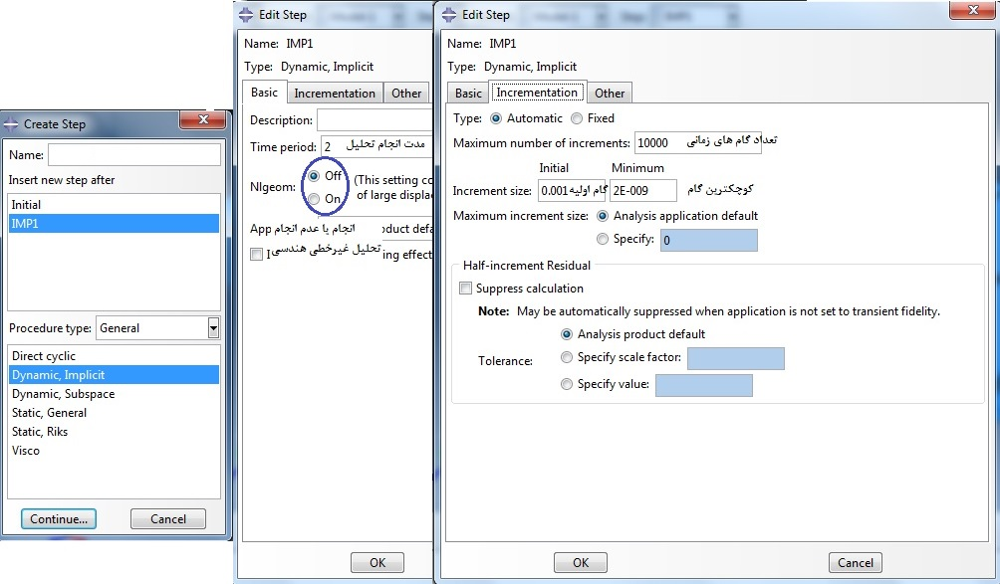 Create Step
Name:
Insert new step after
Initial
IMP1
Procedure type: General
Direct cyclic
Dynamic, Implicit
Dynamic, Subspace
Static, General
Static, Riks
Visco
Continue... Cancel
Edit Step
Name: IMP1
Type: Dynamic, Implicit
Basic Incrementation Other
Description:
Time period: 2 مدت انجام تحلیل
Nlgeom: Off (This setting co
On of large displace
App انجام یا عدم انجام duct defa
تحلیل غیرخطی هندسی ing effect
OK
Edit Step
Name: IMP1
Type: Dynamic, Implicit
Basic Incrementation Other
Type: Automatic Fixed
Maximum number of increments: 10000 تعداد گام های زمانی
Initial Minimum
Increment size: 0.001 گام اولیه 2E-009 کوچکترین گام
Maximum increment size: Analysis application default
Specify: 0
Half-increment Residual
Suppress calculation
Note: May be automatically suppressed when application is not set to transient fidelity.
Analysis product default
Tolerance: Specify scale factor:
Specify value:
OK Cancel